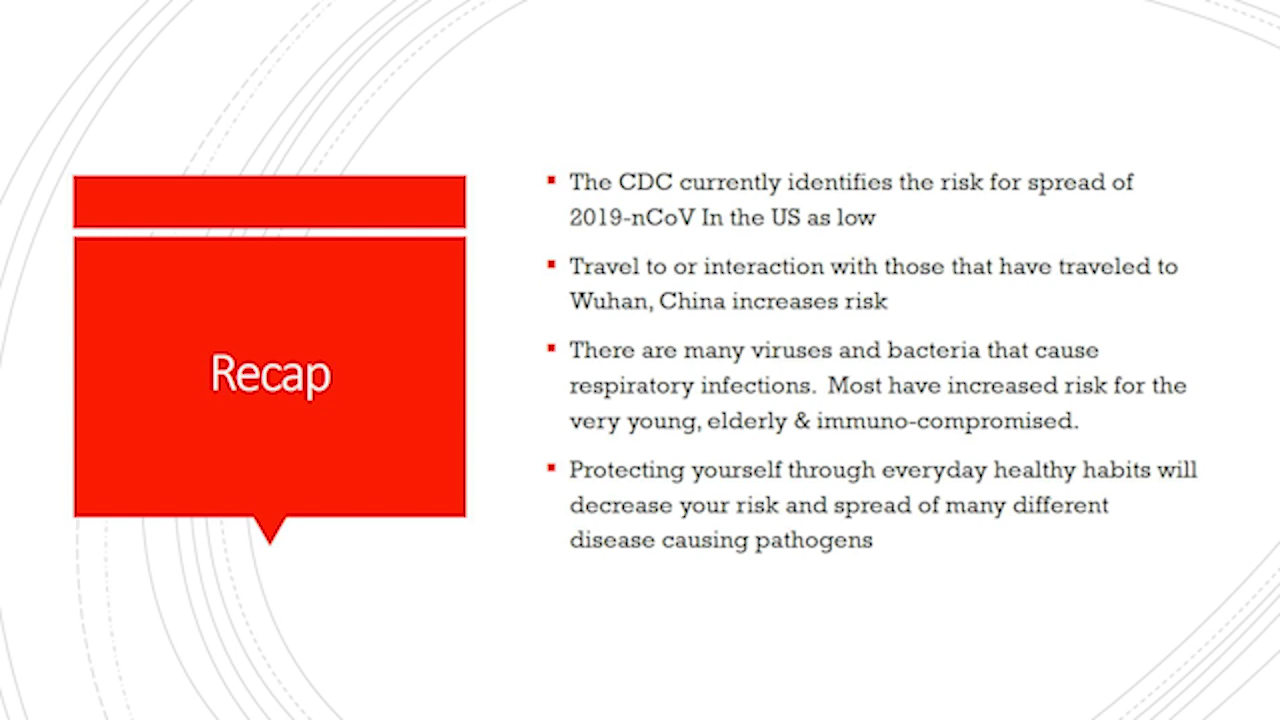 Recap
The CDC currently identifies the risk for spread of
2019-nCoV In the US as low
Travel to or interaction with those that have traveled to
Wuhan, China increases risk
There are many viruses and bacteria that cause
respiratory infections.  Most have increased risk for the
very young, elderly & immuno-compromised.
Protecting yourself through everyday healthy habits will
decrease your risk and spread of many different
disease causing pathogens